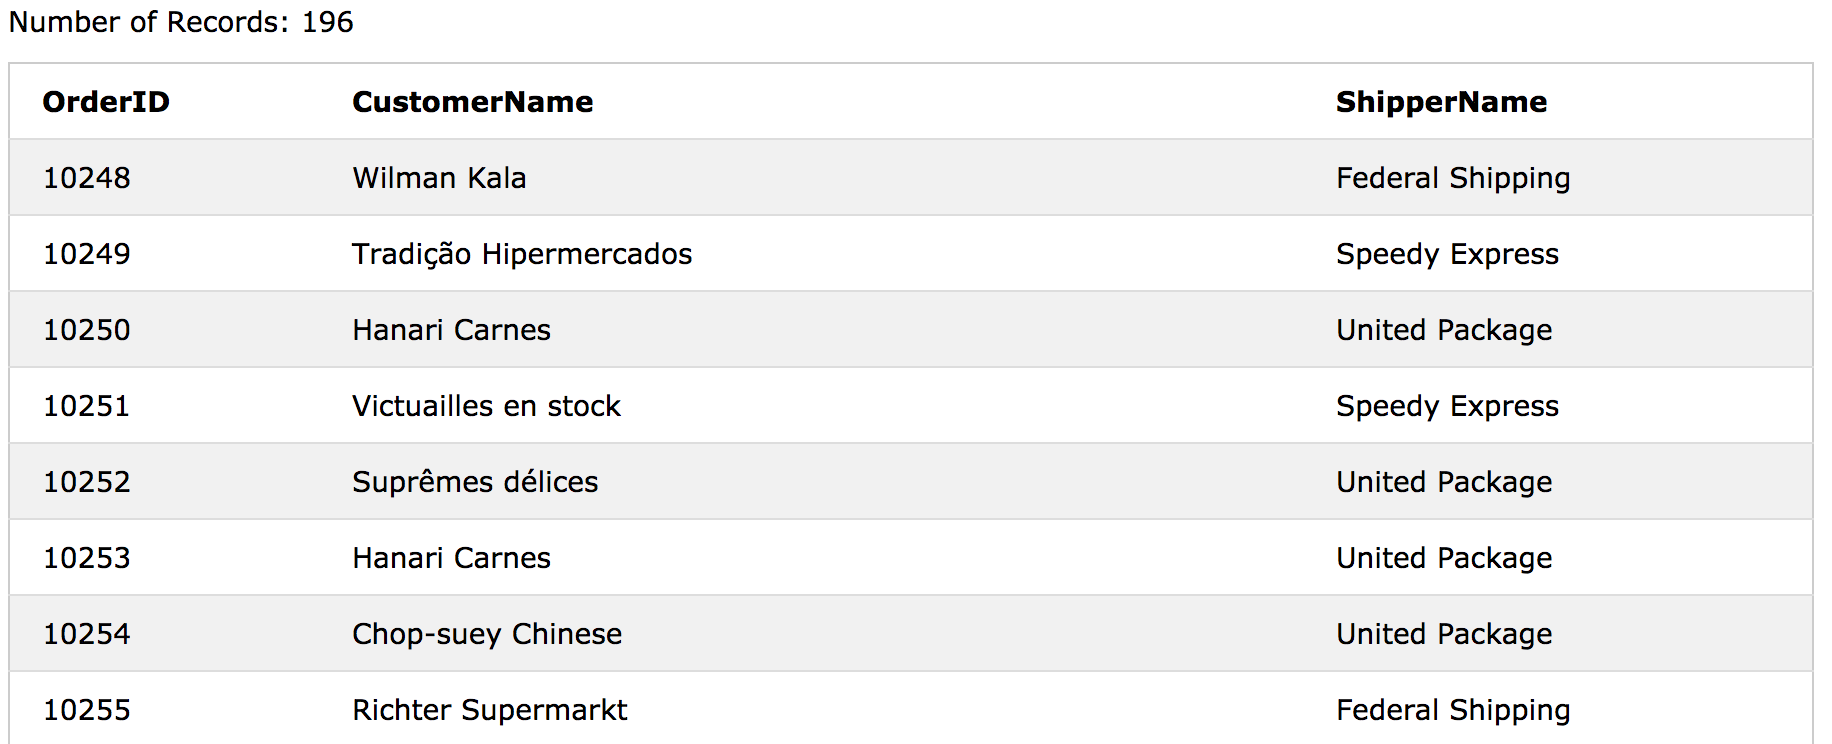 Number of Records: 196
OrderID CustomerName ShipperName
10248 Wilman Kala Federal Shipping
10249 Tradição Hipermercados Speedy Express
10250 Hanari Carnes United Package
10251 Victuailles en stock Speedy Express
10252 Suprêmes délices United Package
10253 Hanari Carnes United Package
10254 Chop-suey Chinese United Package
10255 Richter Supermarkt Federal Shipping